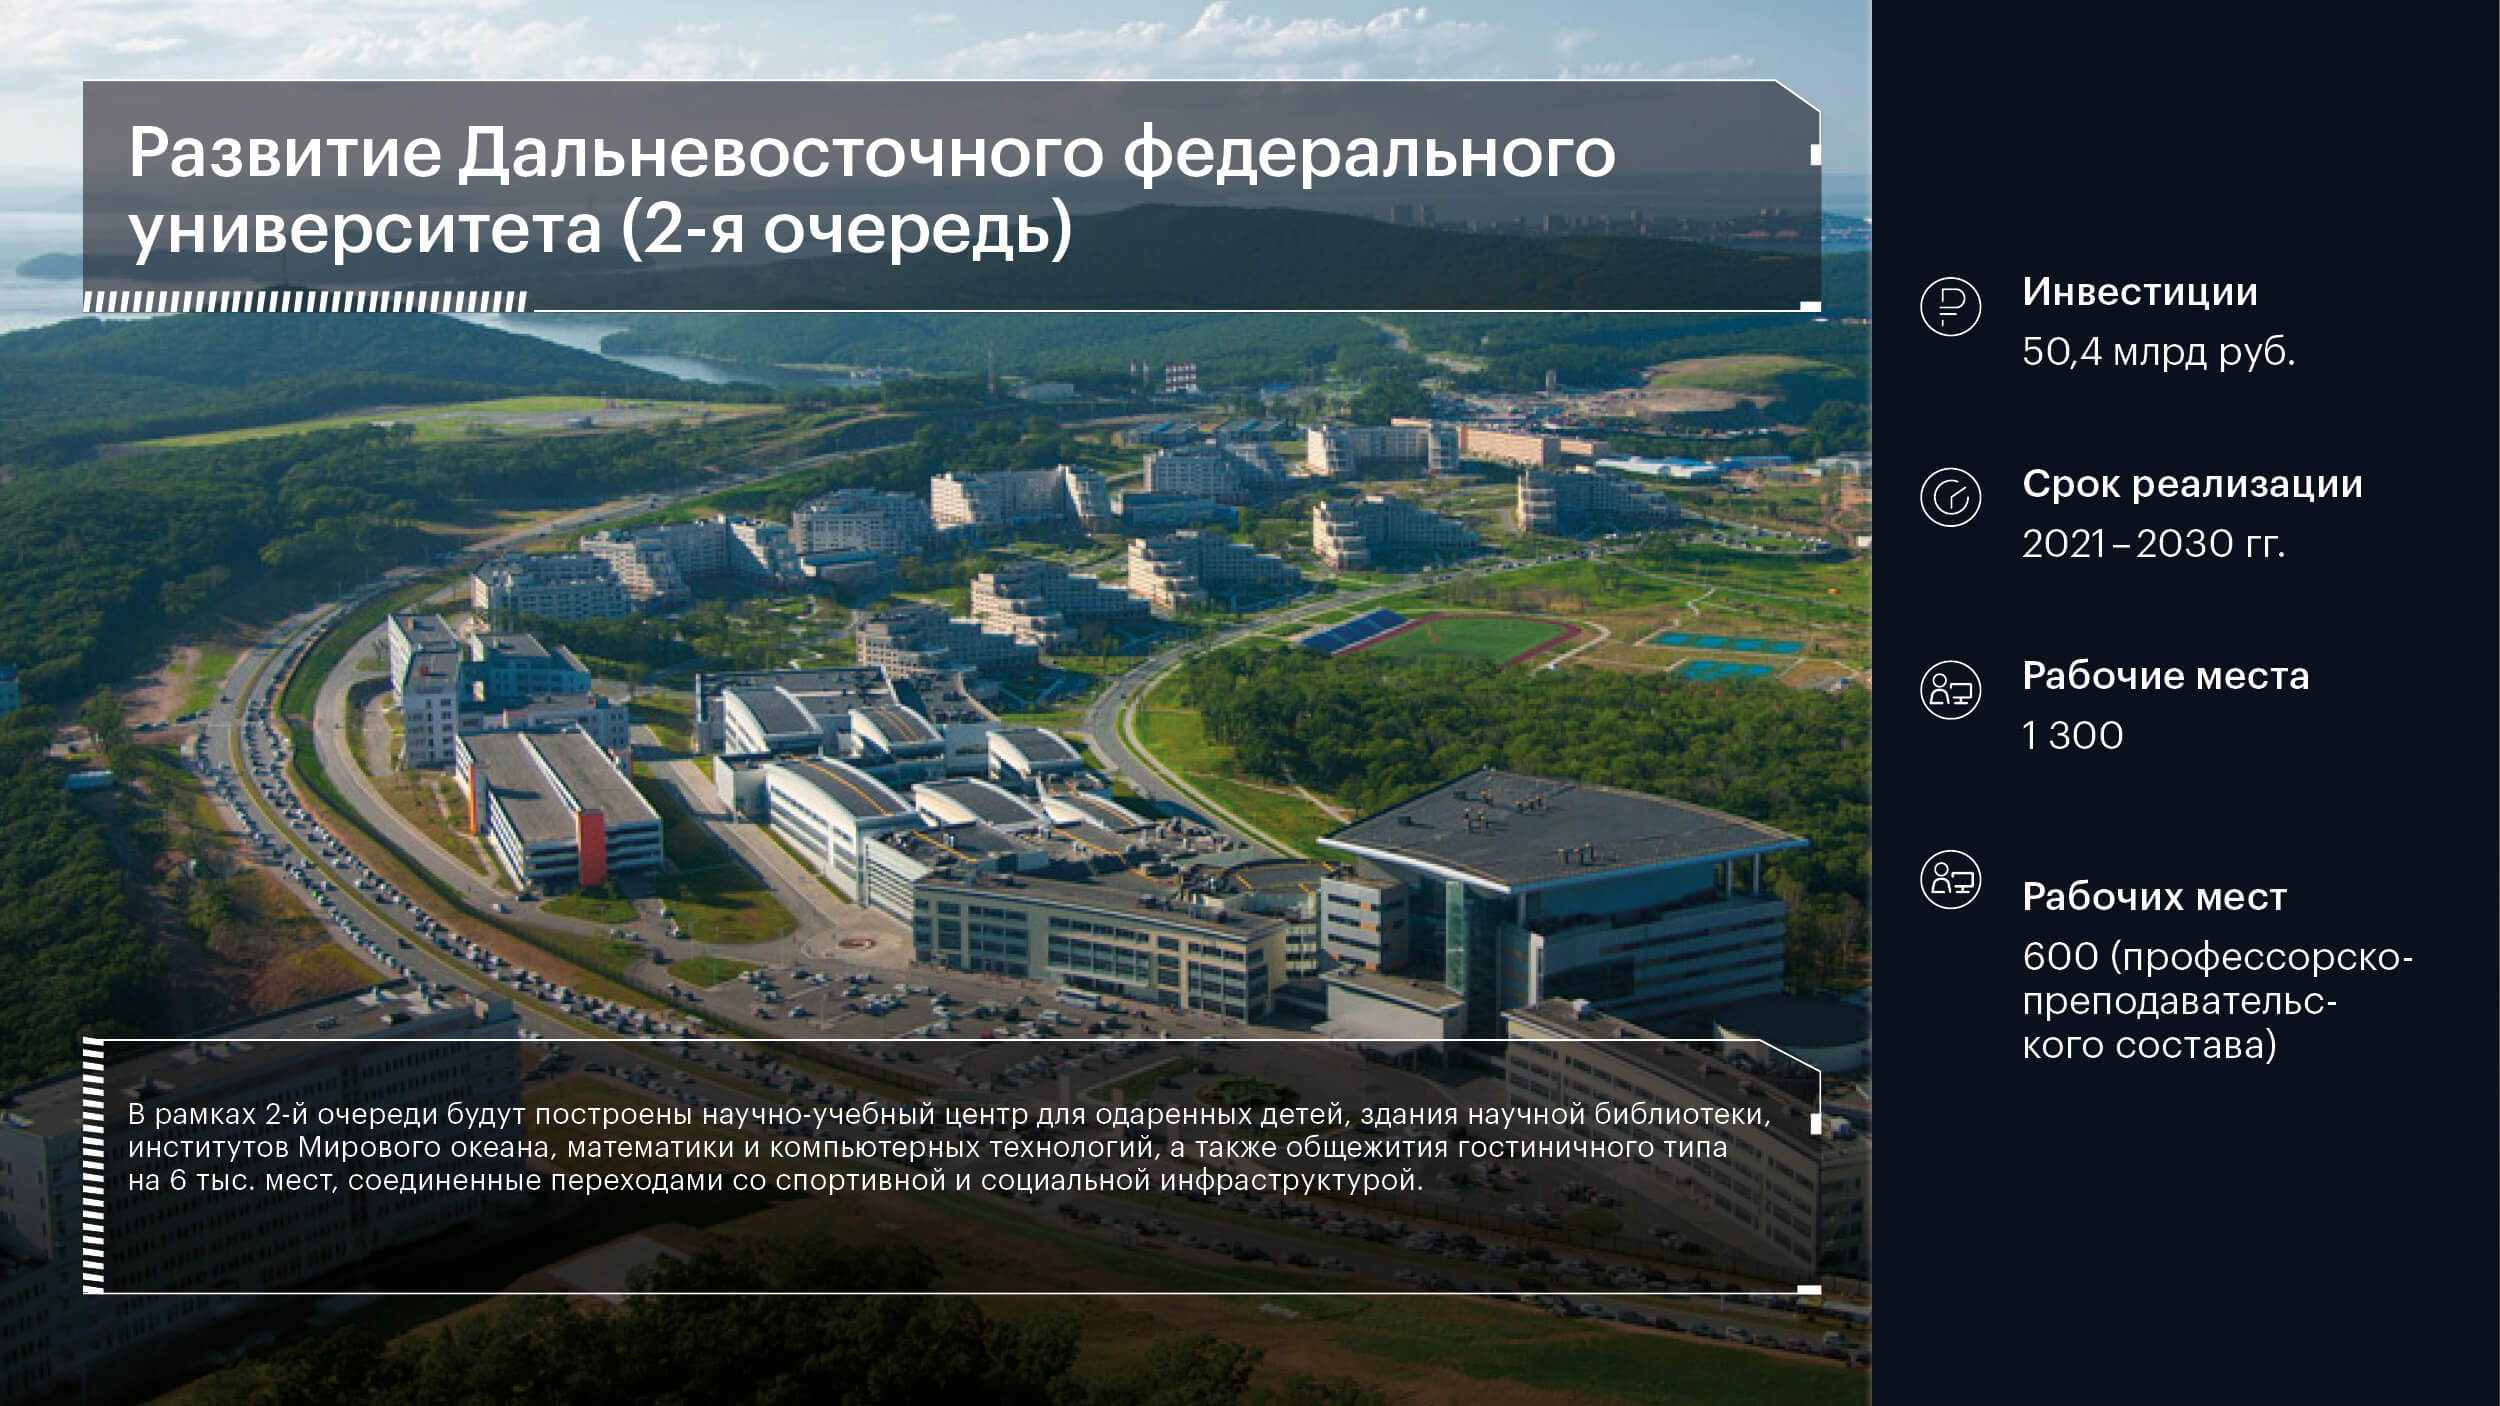 Развитие Дальневосточного федерального
университета (2-я очередь)
Инвестиции
50,4 млрд руб.
Срок реализации
2021–2030 гг.
Рабочие места
1 300
Рабочих мест
600 (профессорско-
преподавательс-
кого состава)
В рамках 2-й очереди будут построены научно-учебный центр для одаренных детей, здания научной библиотеки,
институтов Мирового океана, математики и компьютерных технологий, а также общежития гостиничного типа
на 6 тыс. мест, соединенные переходами со спортивной и социальной инфраструктурой.